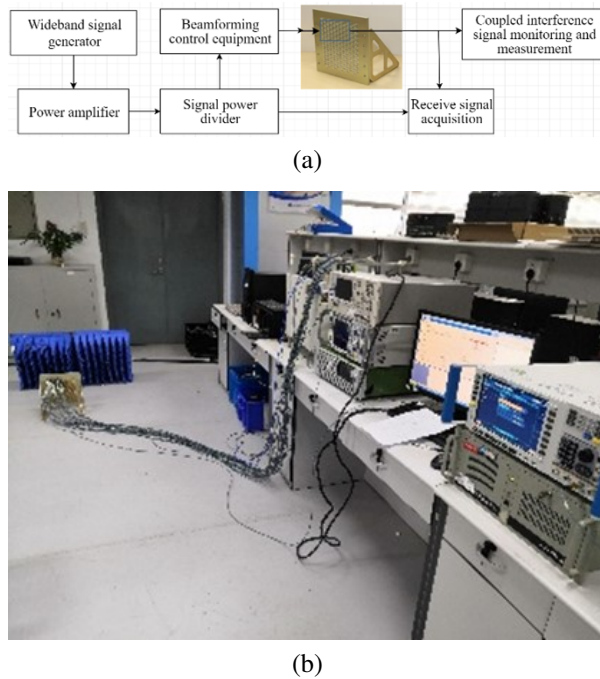 Wideband signal
generator
Beamforming
control equipment
Coupled interference
signal monitoring and
measurement
Power amplifier
Signal power
divider
Receive signal
acquisition
(a)
(b)